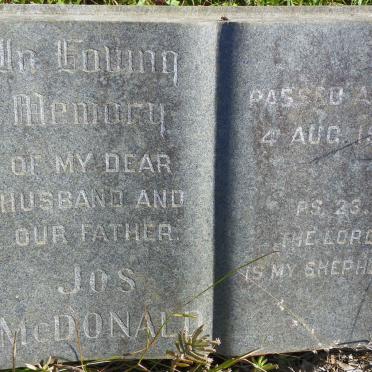 In Loving
Memory
OF MY DEAR
HUSBAND AND
OUR FATHER
JOS
McDONALD
PASSED A
4 AUG. 19
PS. 23.
THE LORD
IS MY SHEPHE